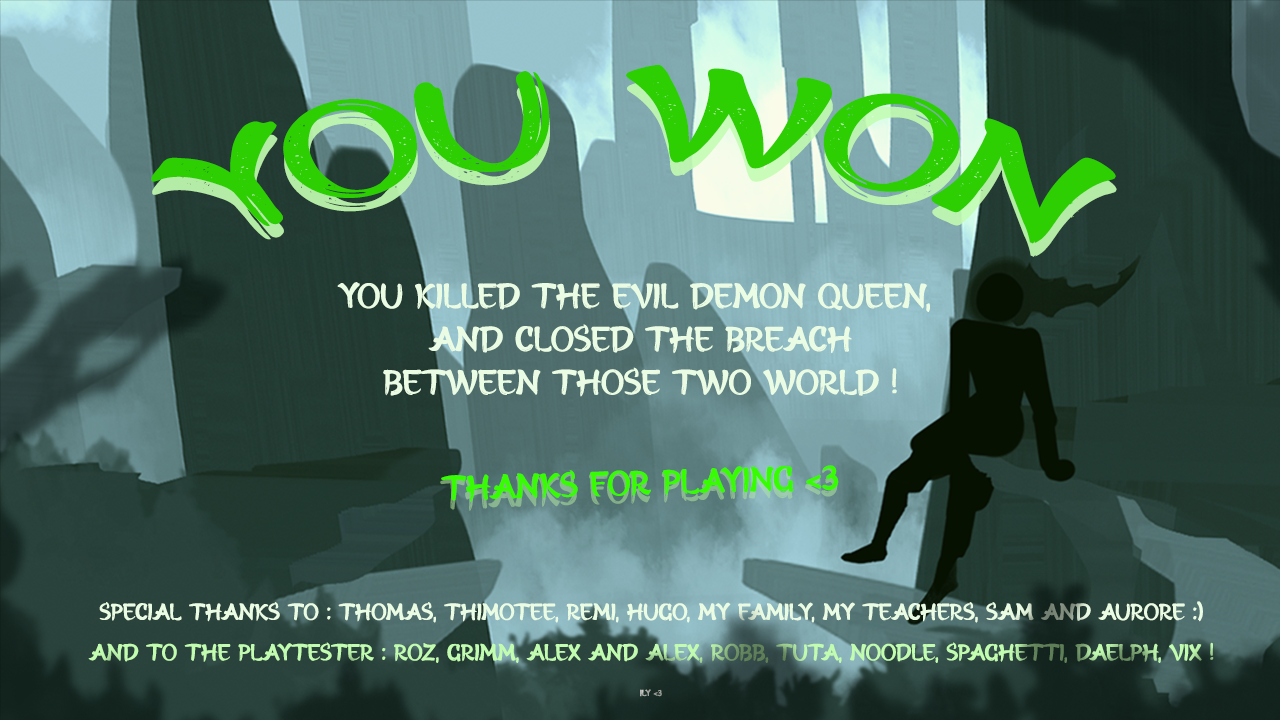 YOU WON
YOU KILLED THE EVIL DEMON QUEEN,
AND CLOSED THE BREACH
BETWEEN THOSE TWO WORLD !
THANKS FOR PLAYING <3
SPECIAL THANKS TO : THOMAS, THIMOTEE, REMI, HUGO, MY FAMILY, MY TEACHERS, SAM AND AURORE :)
AND TO THE PLAYTESTER : ROZ, GRIMM, ALEX AND ALEX, ROBB, TUTA, NOODLE, SPAGHETTI, DAELPH, VIX !
ILY <3